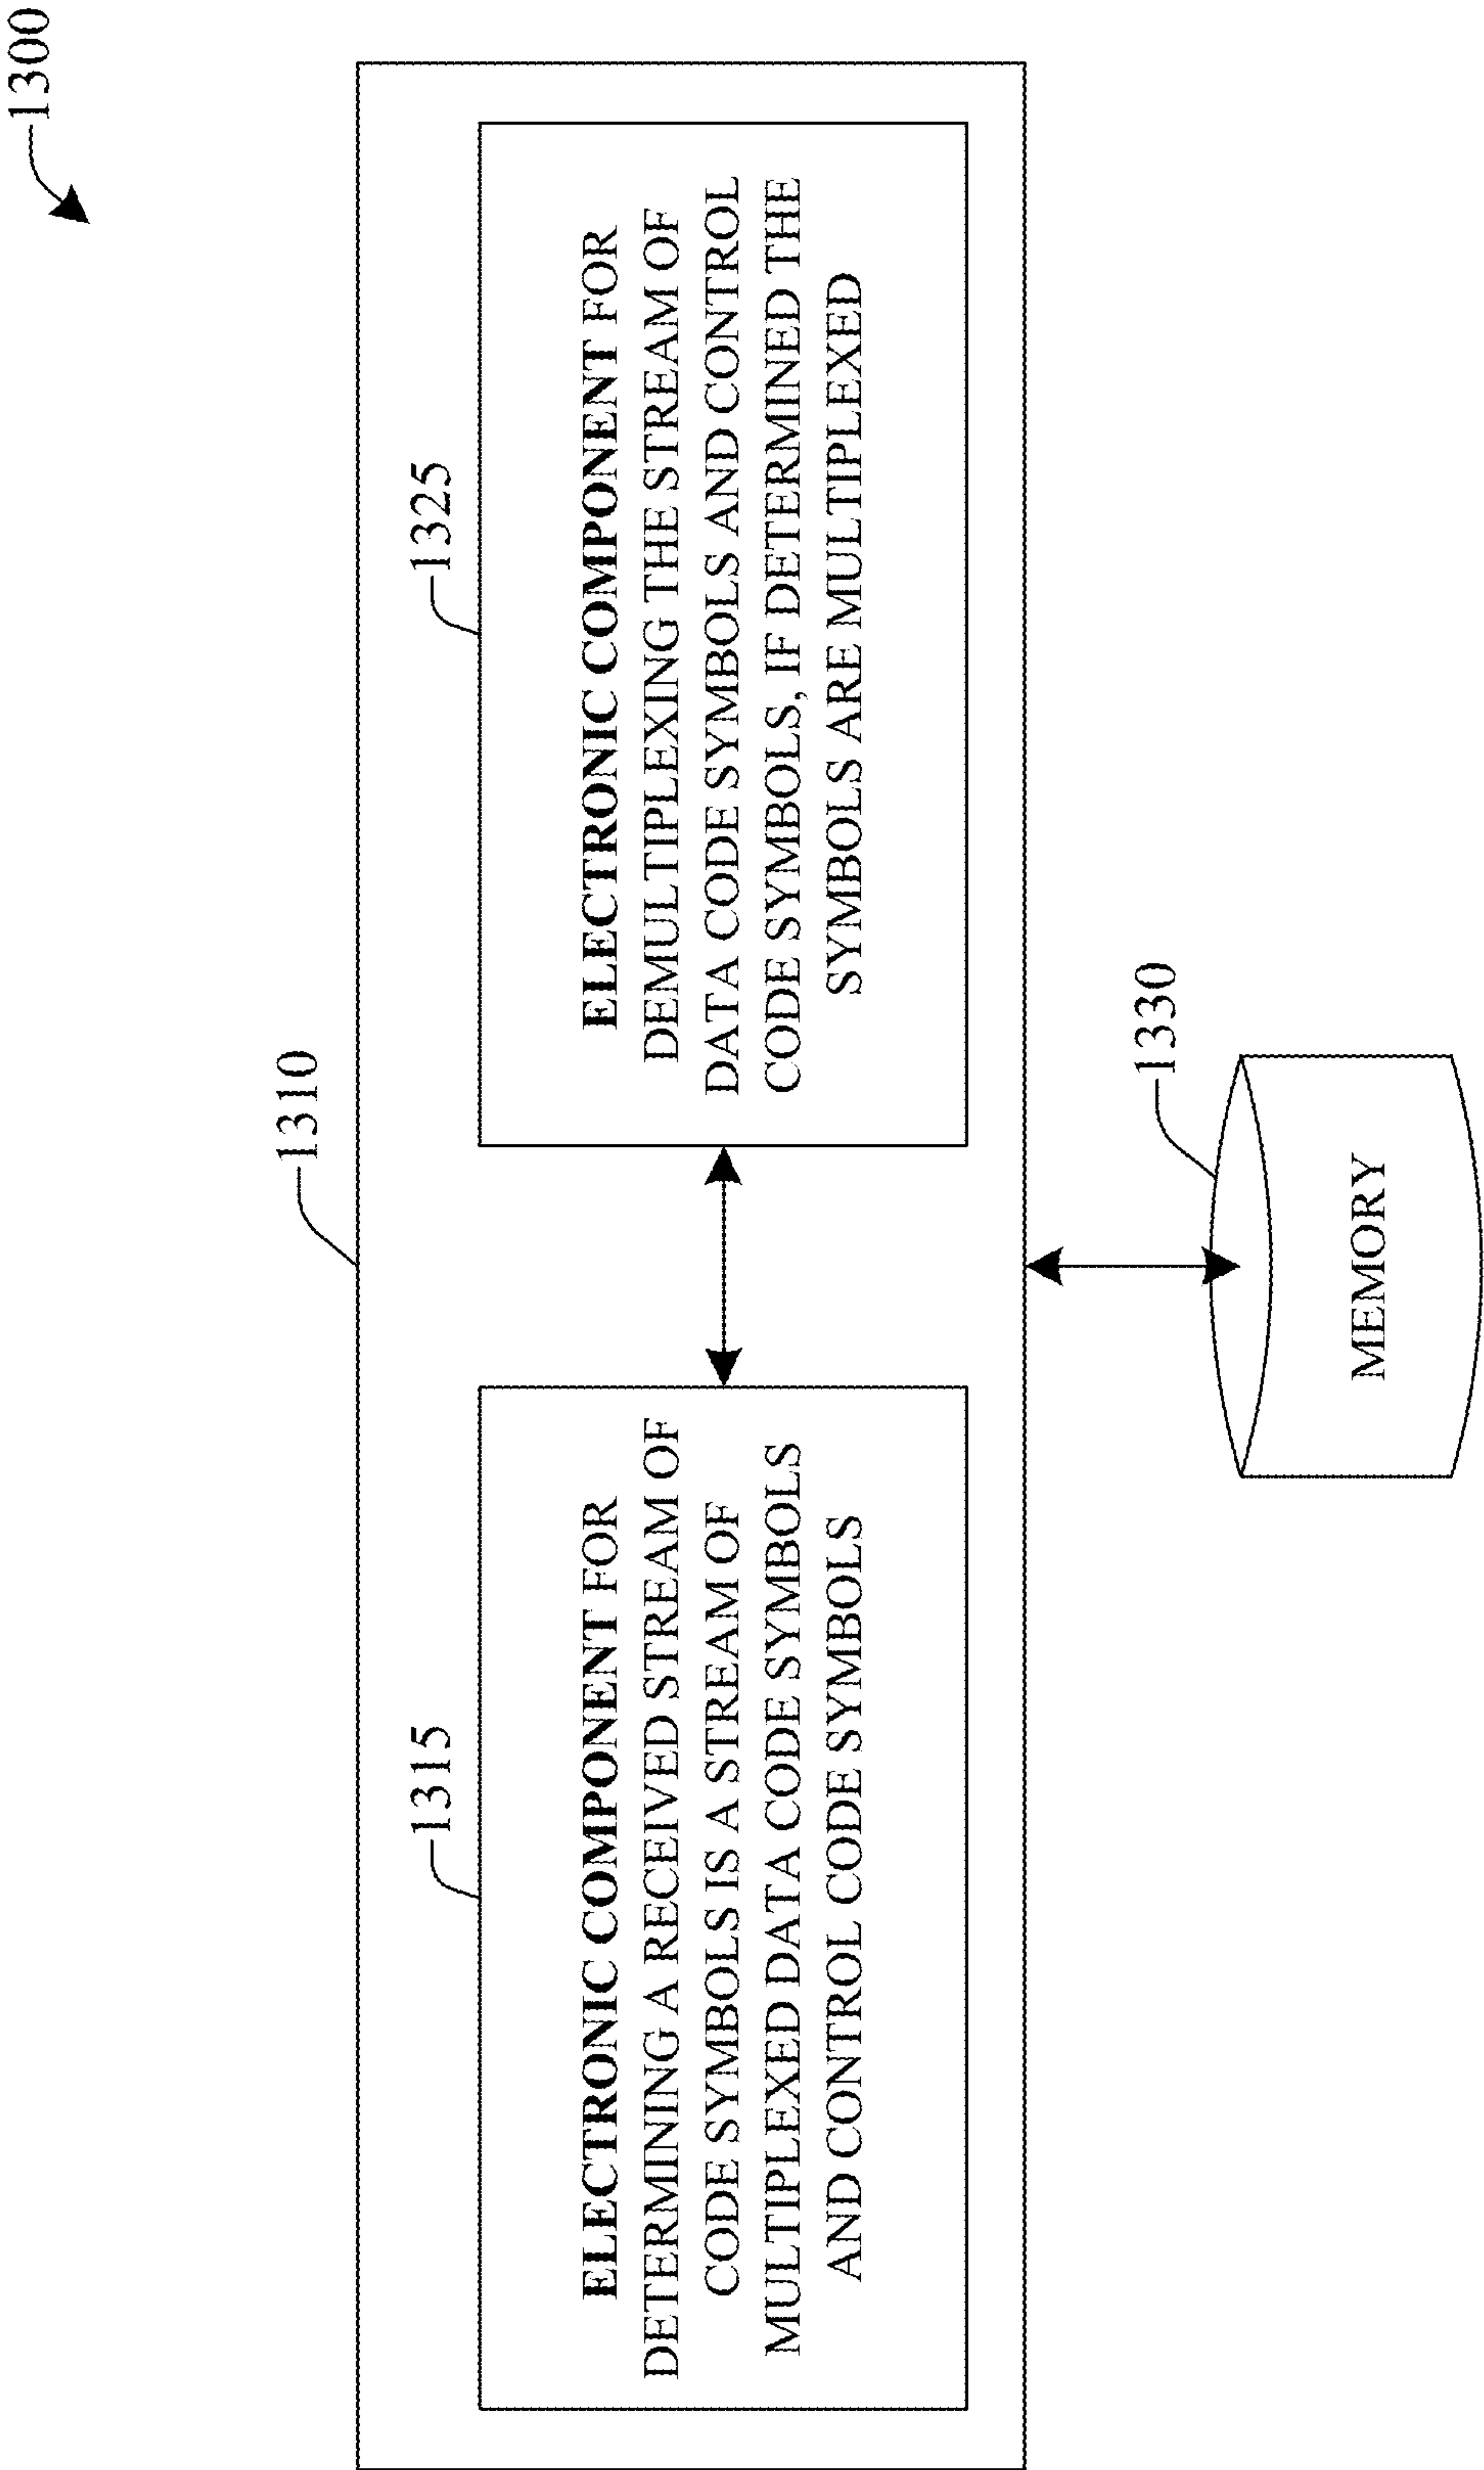 1300
1310
1315
ELECTRONIC COMPONENT FOR
DETERMINING A RECEIVED STREAM OF
CODE SYMBOLS IS A STREAM OF
MULTIPLEXED DATA CODE SYMBOLS
AND CONTROL CODE SYMBOLS
1325
ELECTRONIC COMPONENT FOR
DEMULTIPLEXING THE STREAM OF
DATA CODE SYMBOLS AND CONTROL
CODE SYMBOLS, IF DETERMINED THE
SYMBOLS ARE MULTIPLEXED
1330
MEMORY